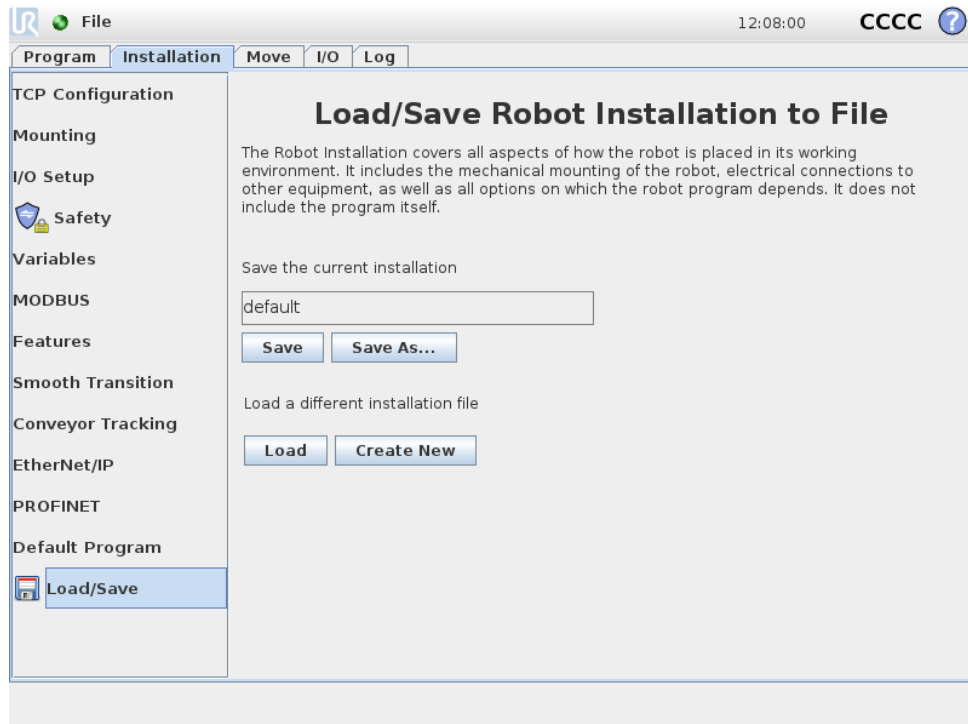 UR File 12:08:00 CCCC ?
Program Installation Move I/O Log
TCP Configuration
Mounting
I/O Setup
Safety
Variables
MODBUS
Features
Smooth Transition
Conveyor Tracking
EtherNet/IP
PROFINET
Default Program
Load/Save
Load/Save Robot Installation to File
The Robot Installation covers all aspects of how the robot is placed in its working
environment. It includes the mechanical mounting of the robot, electrical connections to
other equipment, as well as all options on which the robot program depends. It does not
include the program itself.
Save the current installation
default
Save Save As...
Load a different installation file
Load Create New